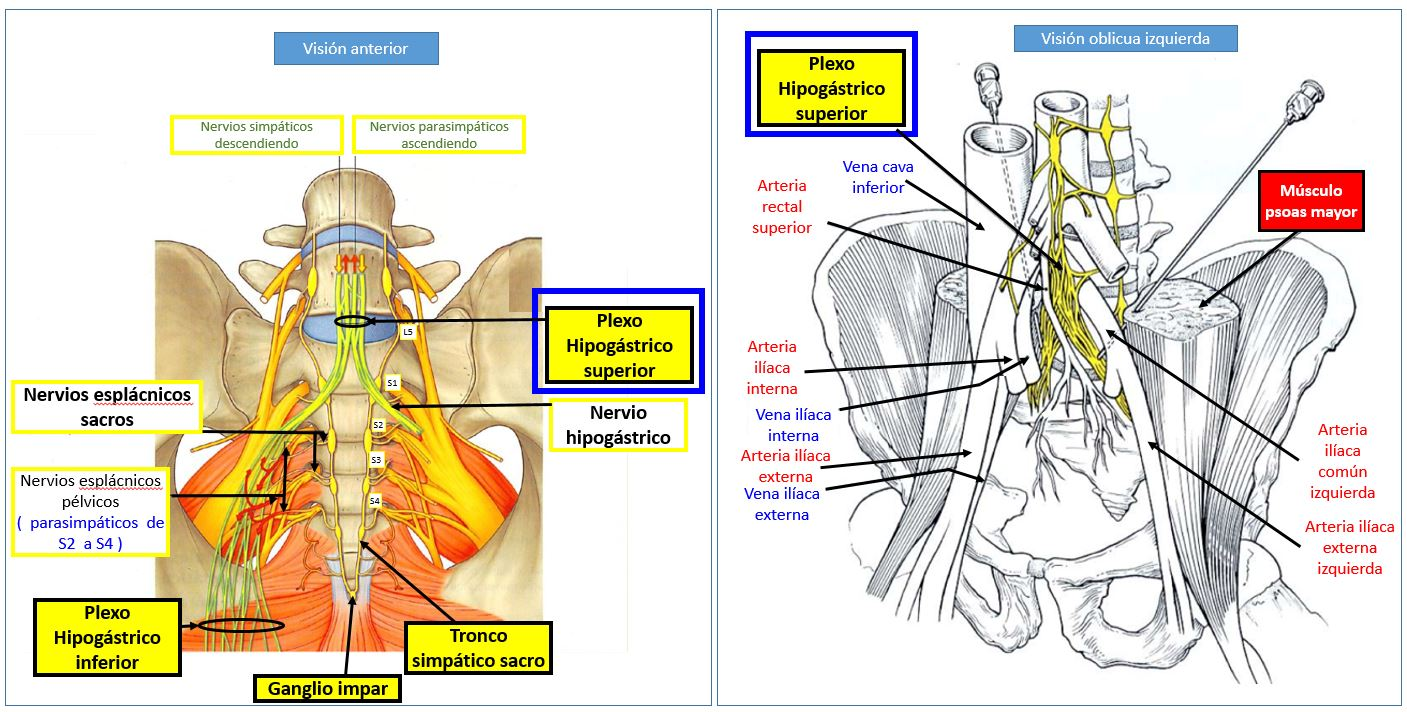 Visión anterior
Nervios simpáticos
descendiendo
Nervios parasimpáticos
ascendiendo
L5
Plexo
Hipogástrico
superior
S1
Nervios esplácnicos
sacros
Nervio
hipogástrico
S2
S3
Nervios esplácnicos
pélvicos
( parasimpáticos de
S2 a S4 )
S4
Plexo
Hipogástrico
inferior
Tronco
simpático sacro
Ganglio impar
Visión oblicua izquierda
Plexo
Hipogástrico
superior
Vena cava
inferior
Arteria
rectal
superior
Músculo
psoas mayor
Arteria
ilíaca
interna
Vena ilíaca
interna
Arteria ilíaca
externa
Vena ilíaca
externa
Arteria
ilíaca
común
izquierda
Arteria ilíaca
externa
izquierda